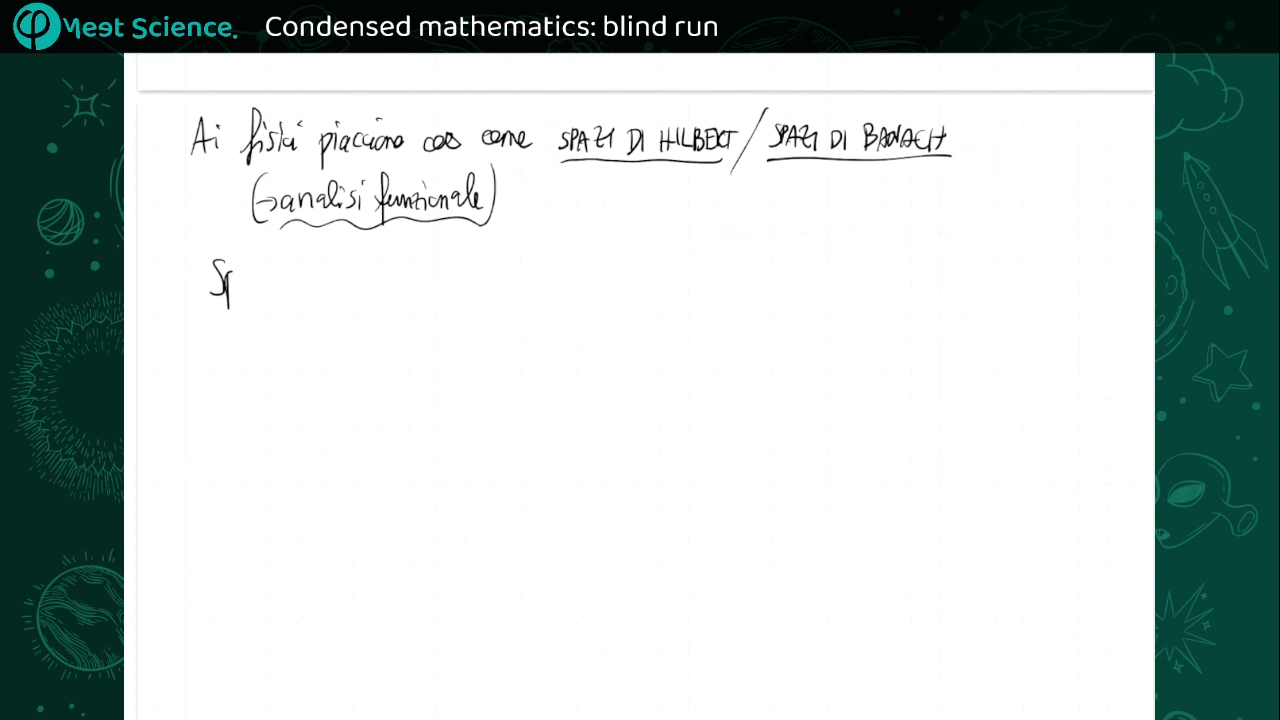 Meet Science.
Condensed mathematics: blind run
Ai fisici piacciono cose come SPAZI DI HILBERT / SPAZI DI BANACH
(→analisi funzionale)
Sp